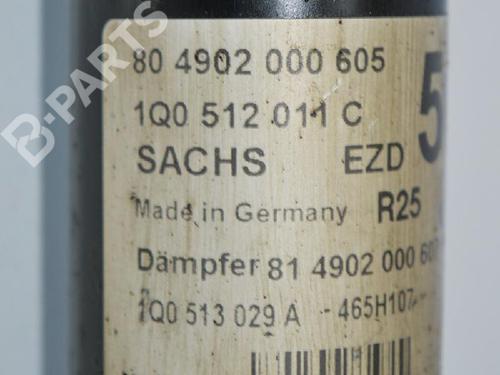 80 4902 000 605
1Q0 512 011 C
SACHS EZD 5
Made in Germany R25
Dämpfer 81 4902 000
1Q0 513 029 A -465H107-
B-PARTS